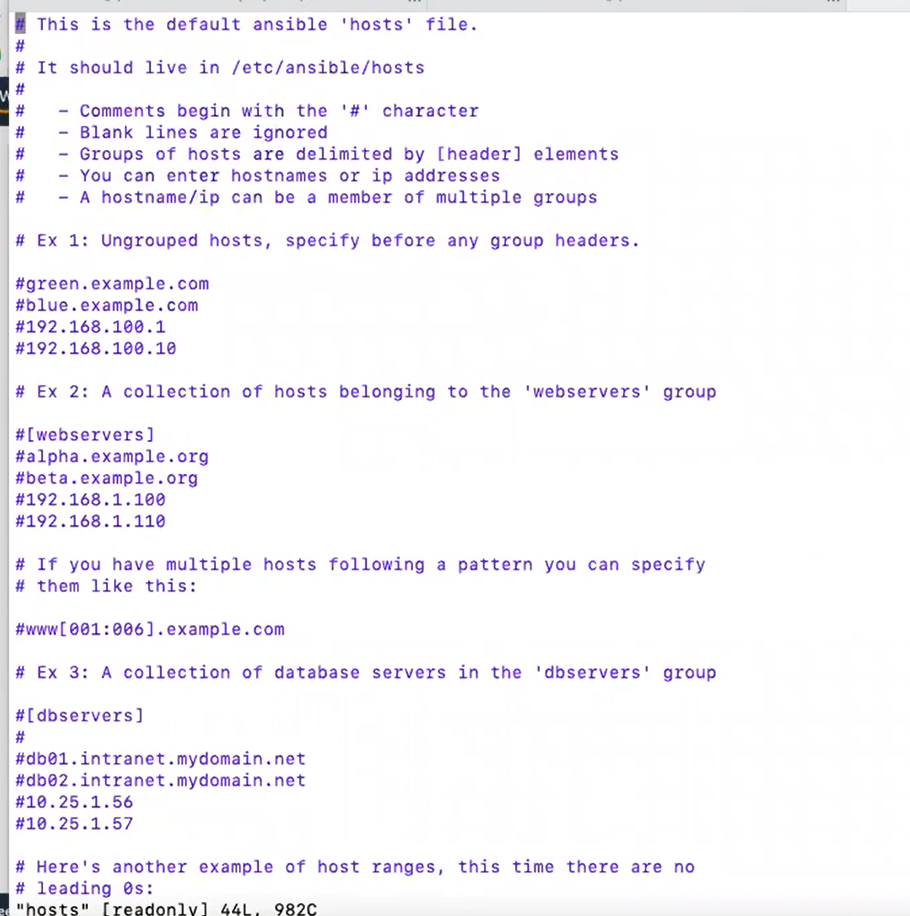 # This is the default ansible 'hosts' file.
#
# It should live in /etc/ansible/hosts
#
#   - Comments begin with the '#' character
#   - Blank lines are ignored
#   - Groups of hosts are delimited by [header] elements
#   - You can enter hostnames or ip addresses
#   - A hostname/ip can be a member of multiple groups
# Ex 1: Ungrouped hosts, specify before any group headers.
#green.example.com
#blue.example.com
#192.168.100.1
#192.168.100.10
# Ex 2: A collection of hosts belonging to the 'webservers' group
#[webservers]
#alpha.example.org
#beta.example.org
#192.168.1.100
#192.168.1.110
# If you have multiple hosts following a pattern you can specify
# them like this:
#www[001:006].example.com
# Ex 3: A collection of database servers in the 'dbservers' group
#[dbservers]
#
#db01.intranet.mydomain.net
#db02.intranet.mydomain.net
#10.25.1.56
#10.25.1.57
# Here's another example of host ranges, this time there are no
# leading 0s:
"hosts" [readonly] 44L, 982C